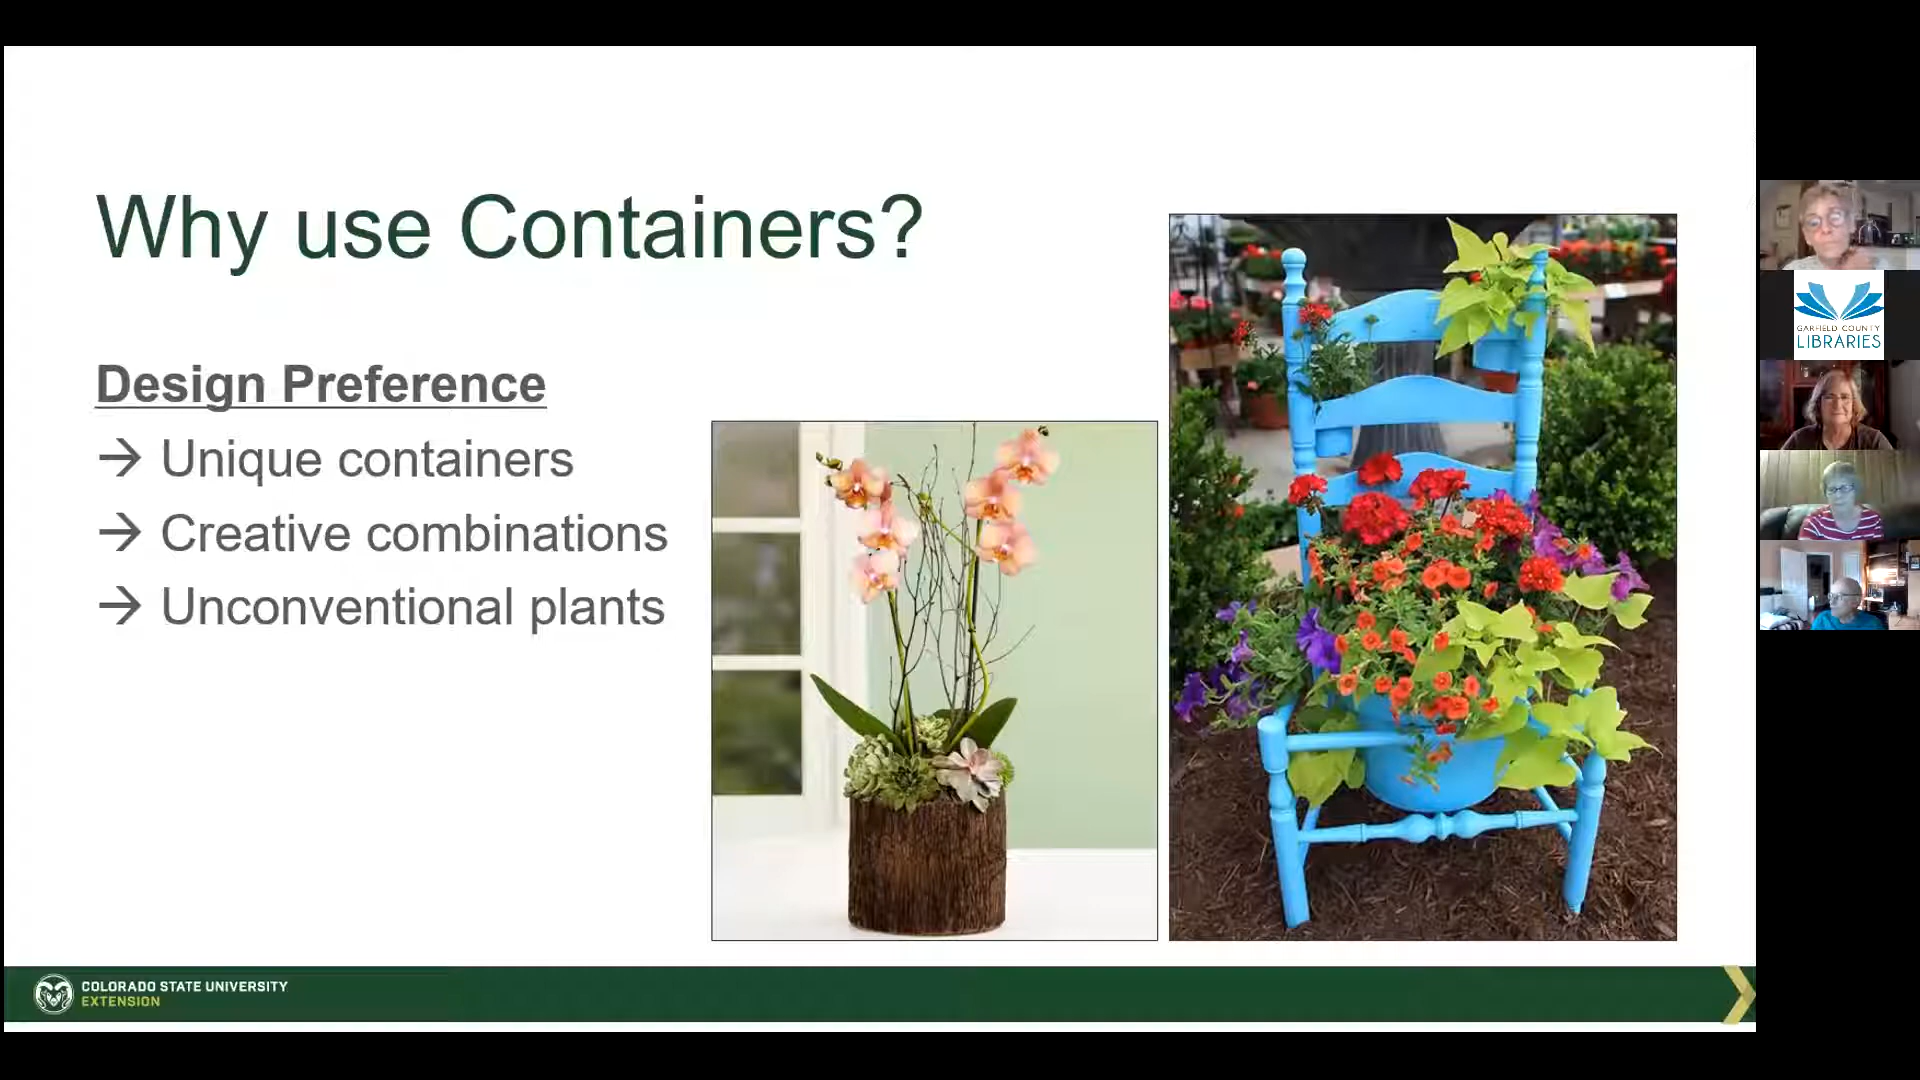 Why use Containers?
Design Preference
→ Unique containers
→ Creative combinations
→ Unconventional plants
COLORADO STATE UNIVERSITY
EXTENSION
GARFIELD COUNTY
LIBRARIES